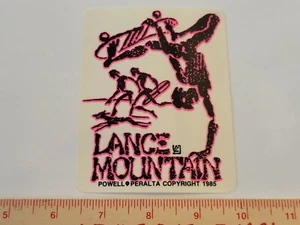 LANCE
MOUNTAIN
POWELL PERALTA COPYRIGHT 1985
5 6 7 8 9 10 11